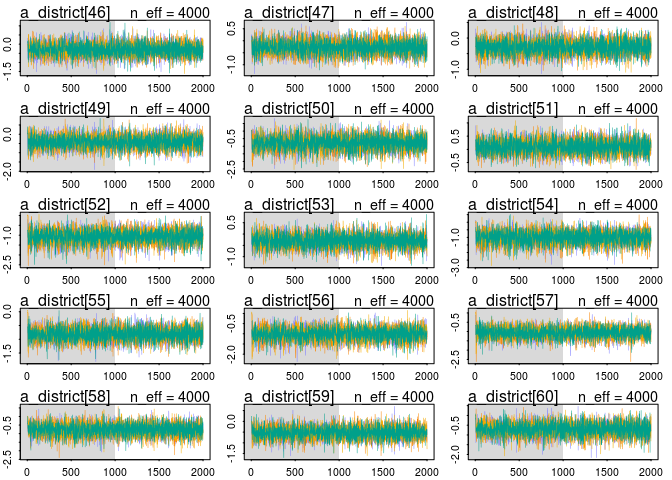 a_district[46] n_eff = 4000 a_district[47] n_eff = 4000 a_district[48] n_eff = 4000
0.0 -1.5 0.5 -1.0 0.0 -1.0
0 500 1000 1500 2000 0 500 1000 1500 2000 0 500 1000 1500 2000
a_district[49] n_eff = 4000 a_district[50] n_eff = 4000 a_district[51] n_eff = 4000
0.0 -2.0 -0.5 -2.5 0.5 -0.5
0 500 1000 1500 2000 0 500 1000 1500 2000 0 500 1000 1500 2000
a_district[52] n_eff = 4000 a_district[53] n_eff = 4000 a_district[54] n_eff = 4000
-1.0 -2.5 0.5 -1.0 -1.0 -3.0
0 500 1000 1500 2000 0 500 1000 1500 2000 0 500 1000 1500 2000
a_district[55] n_eff = 4000 a_district[56] n_eff = 4000 a_district[57] n_eff = 4000
0.0 -1.5 -0.5 -2.0 -0.5 -2.5
0 500 1000 1500 2000 0 500 1000 1500 2000 0 500 1000 1500 2000
a_district[58] n_eff = 4000 a_district[59] n_eff = 4000 a_district[60] n_eff = 4000
-0.5 -2.5 0.0 -1.5 -0.5 -2.0
0 500 1000 1500 2000 0 500 1000 1500 2000 0 500 1000 1500 2000